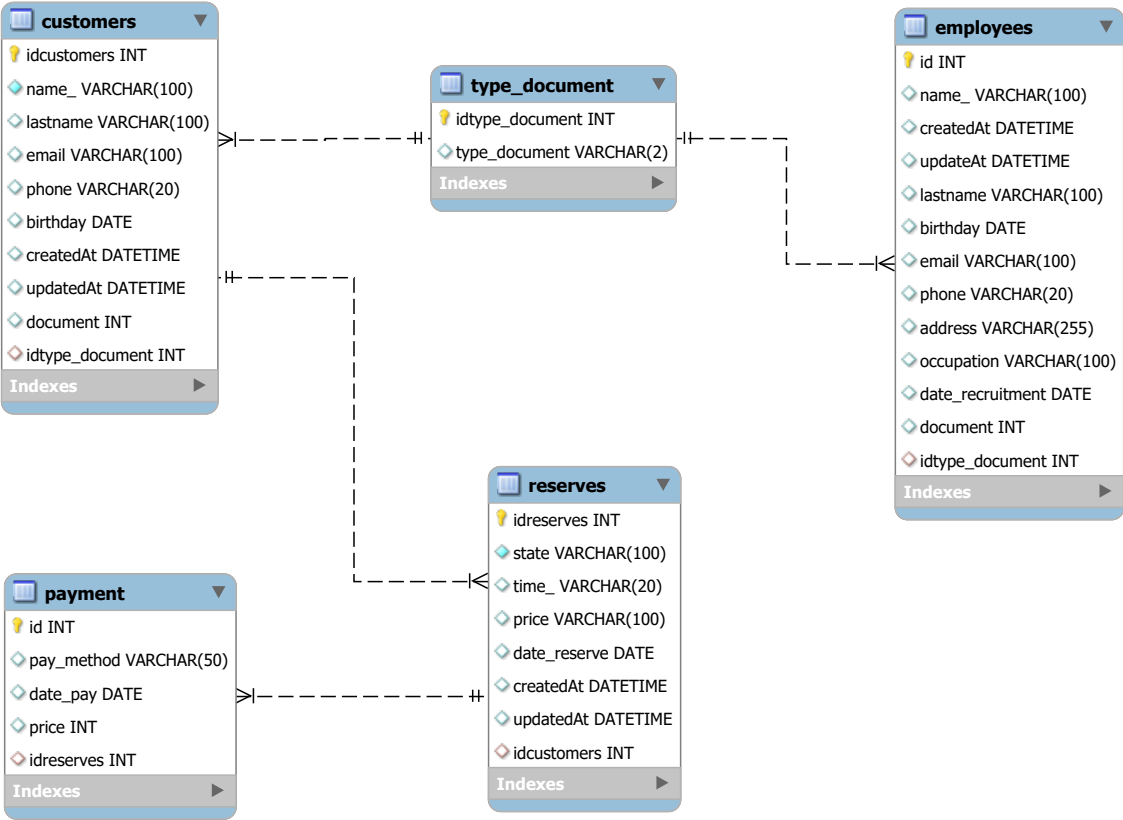 customers
idcustomers INT
name_ VARCHAR(100)
lastname VARCHAR(100)
email VARCHAR(100)
phone VARCHAR(20)
birthday DATE
createdAt DATETIME
updatedAt DATETIME
document INT
idtype_document INT
Indexes
type_document
idtype_document INT
type_document VARCHAR(2)
Indexes
employees
id INT
name_ VARCHAR(100)
createdAt DATETIME
updateAt DATETIME
lastname VARCHAR(100)
birthday DATE
email VARCHAR(100)
phone VARCHAR(20)
address VARCHAR(255)
occupation VARCHAR(100)
date_recruitment DATE
document INT
idtype_document INT
Indexes
reserves
idreserves INT
state VARCHAR(100)
time_ VARCHAR(20)
price VARCHAR(100)
date_reserve DATE
createdAt DATETIME
updatedAt DATETIME
idcustomers INT
Indexes
payment
id INT
pay_method VARCHAR(50)
date_pay DATE
price INT
idreserves INT
Indexes